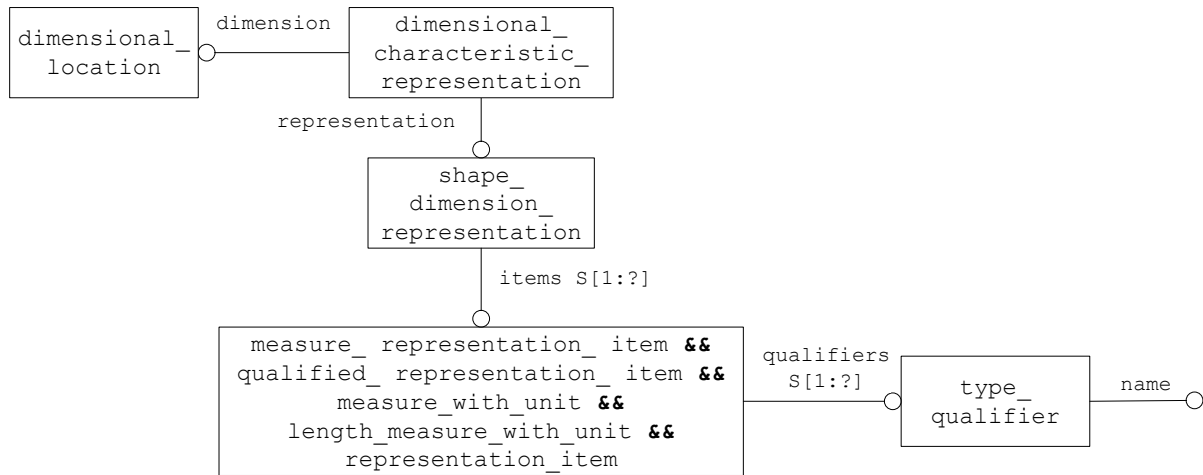 dimension
dimensional_
location
dimensional_
characteristic_
representation
representation
shape_
dimension_
representation
items S[1:?]
measure_ representation_ item &&
qualified_ representation_ item &&
measure_with_unit &&
length_measure_with_unit &&
representation_item
qualifiers
S[1:?]
type_
qualifier
name